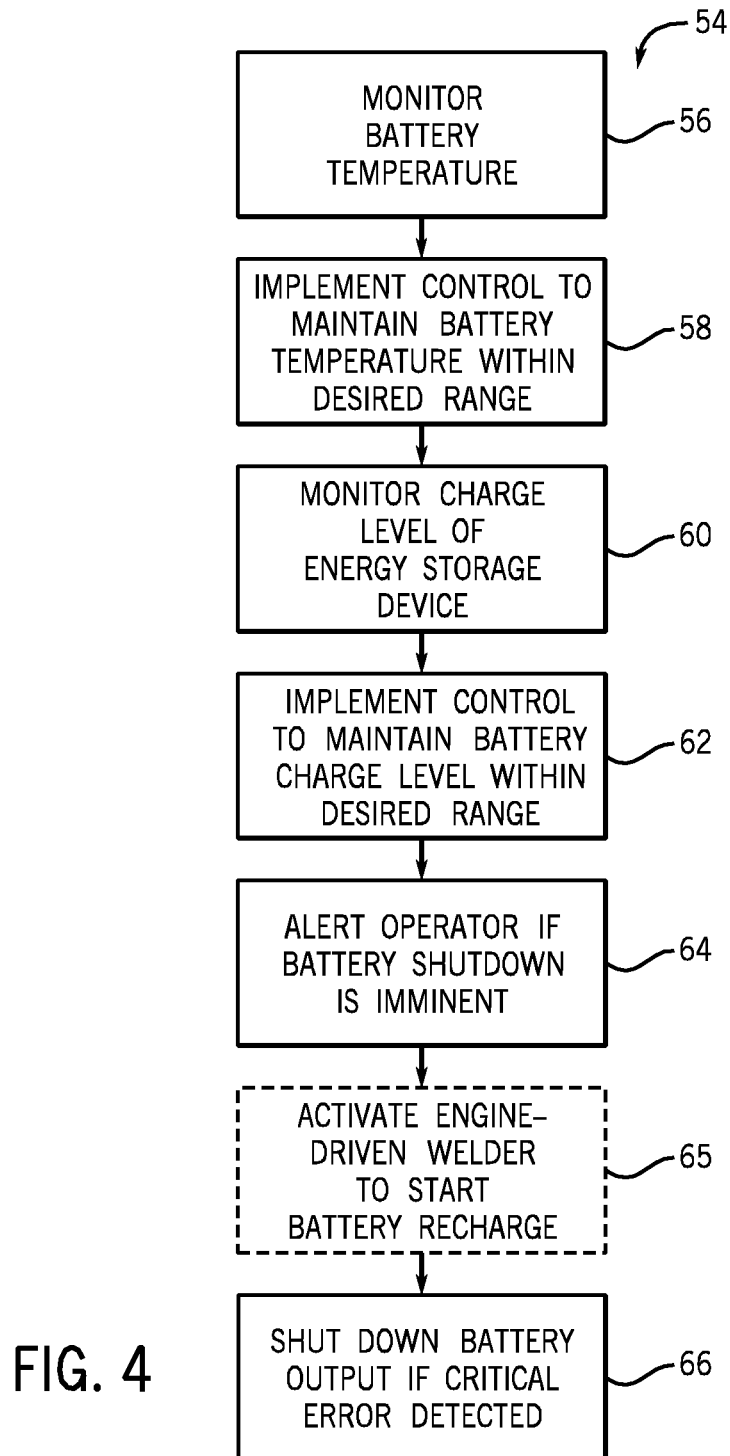 54
MONITOR
BATTERY
TEMPERATURE
56
IMPLEMENT CONTROL TO
MAINTAIN BATTERY
TEMPERATURE WITHIN
DESIRED RANGE
58
MONITOR CHARGE
LEVEL OF
ENERGY STORAGE
DEVICE
60
IMPLEMENT CONTROL
TO MAINTAIN BATTERY
CHARGE LEVEL WITHIN
DESIRED RANGE
62
ALERT OPERATOR IF
BATTERY SHUTDOWN
IS IMMINENT
64
ACTIVATE ENGINE–
DRIVEN WELDER
TO START
BATTERY RECHARGE
65
SHUT DOWN BATTERY
OUTPUT IF CRITICAL
ERROR DETECTED
66
FIG. 4